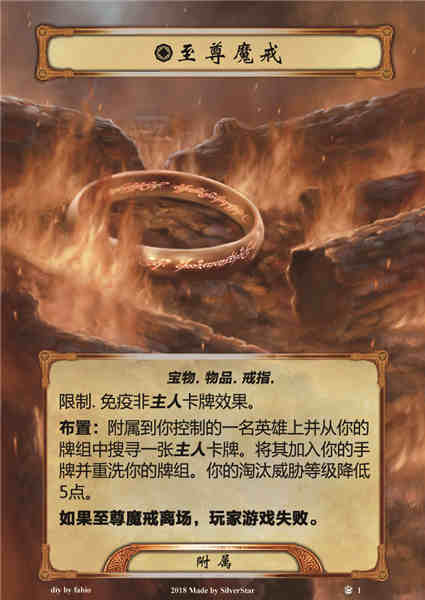 至尊魔戒
宝物. 物品. 戒指.
限制. 免疫非主人卡牌效果。
布置：附属到你控制的一名英雄上并从你的
牌组中搜寻一张主人卡牌。将其加入你的手
牌并重洗你的牌组。你的淘汰威胁等级降低
5点。
如果至尊魔戒离场，玩家游戏失败。
附属
diy by fabio
2018 Made by SilverStar
1